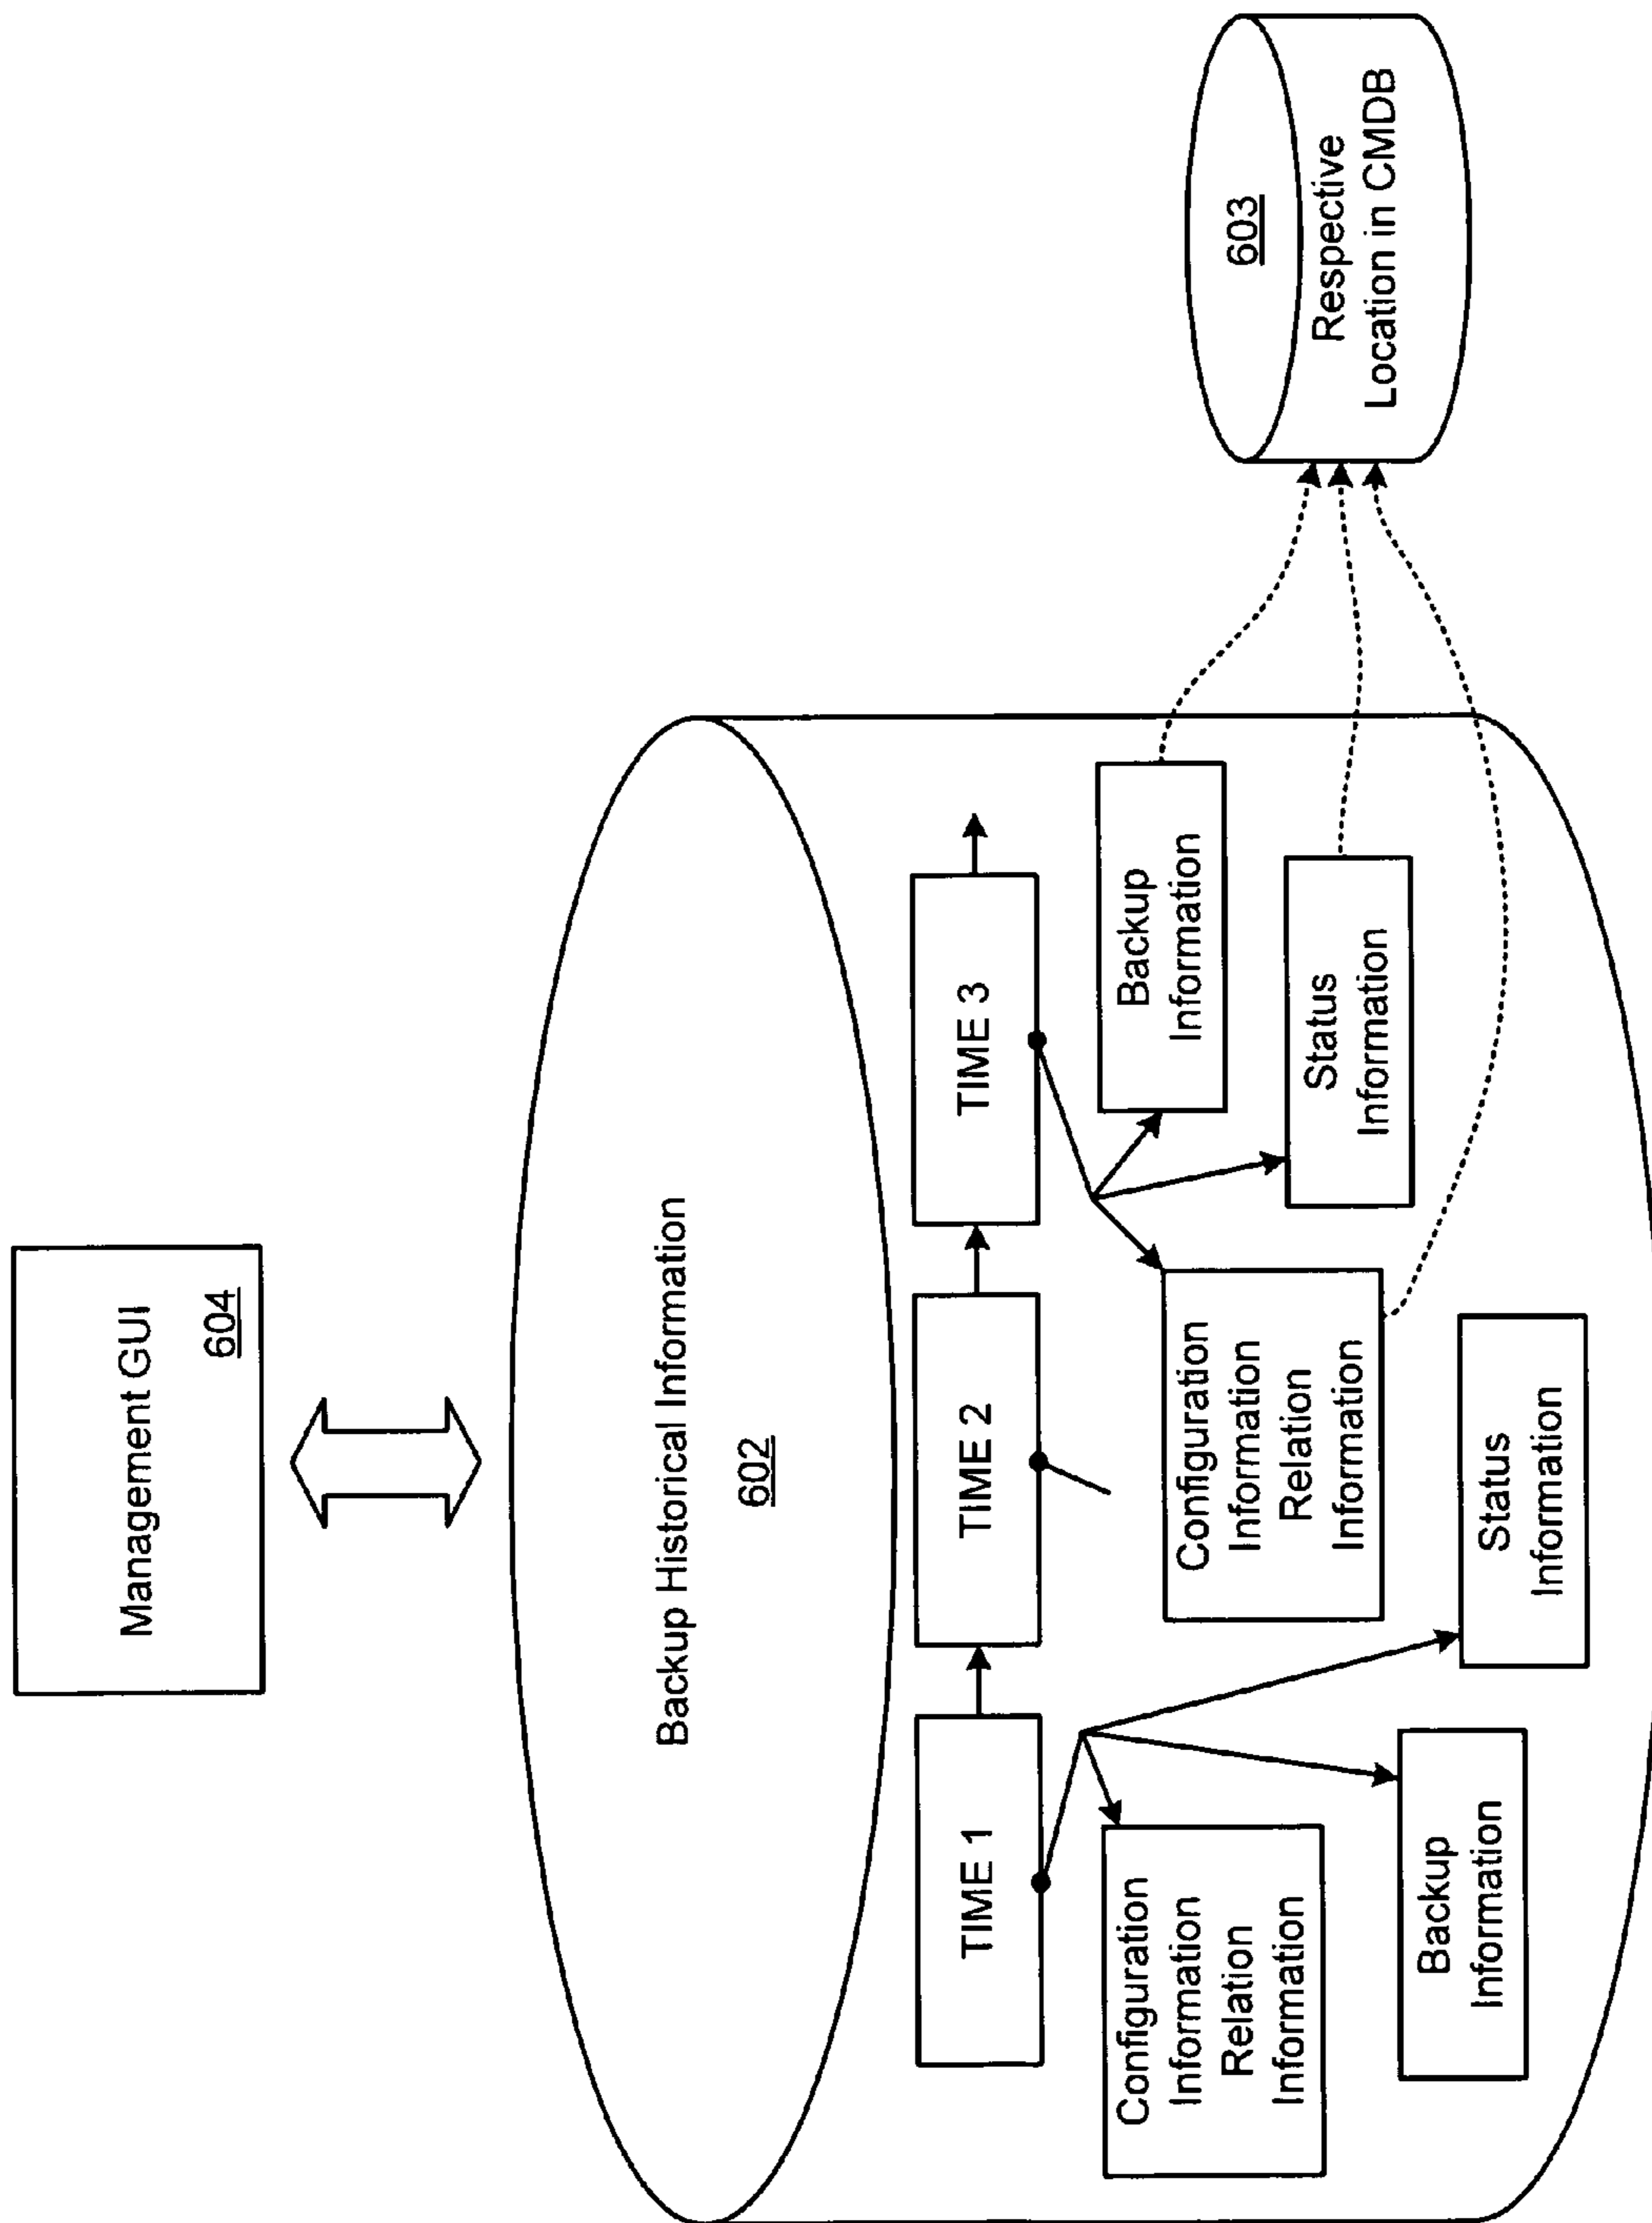 Management GUI
604
Backup Historical Information
602
TIME 1
TIME 2
TIME 3
Configuration
Information
Relation
Information
Backup
Information
Status
Information
Configuration
Information
Relation
Information
Backup
Information
Status
Information
603
Respective
Location in CMDB